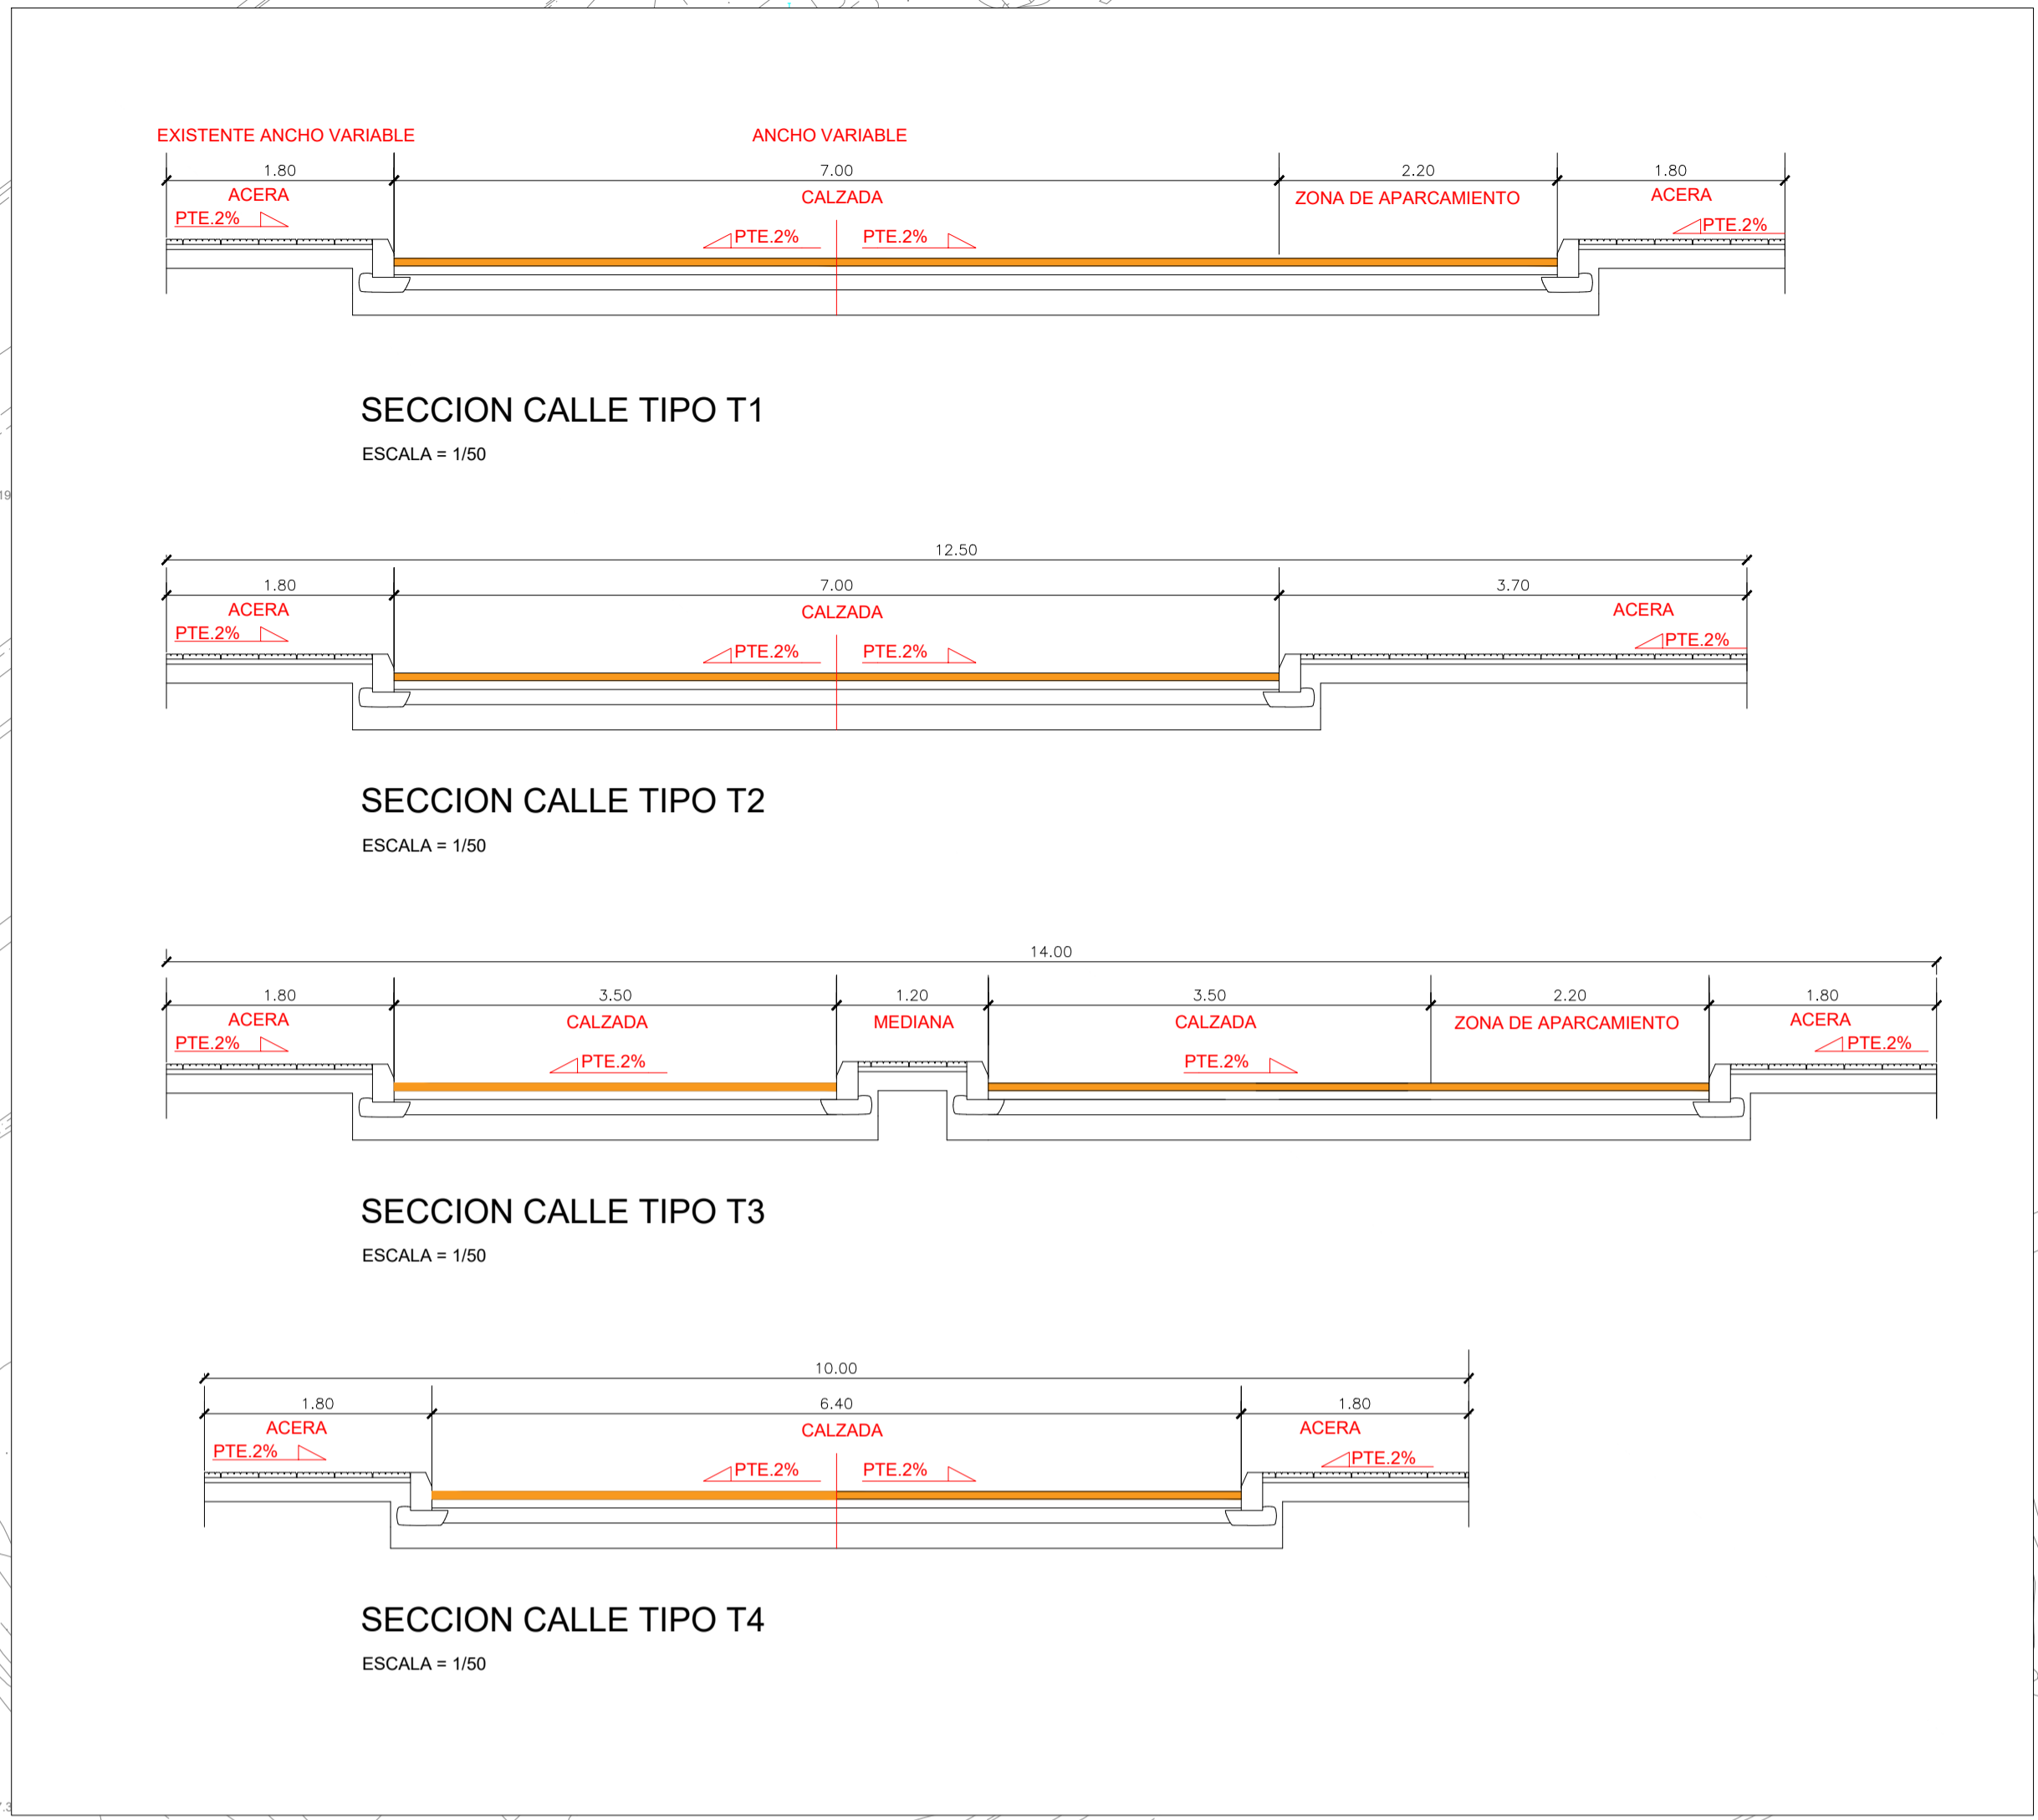 EXISTENTE ANCHO VARIABLE ANCHO VARIABLE
1.80 7.00 2.20 1.80
ACERA CALZADA ZONA DE APARCAMIENTO ACERA
PTE.2% PTE.2% PTE.2% PTE.2%
SECCION CALLE TIPO T1
ESCALA = 1/50
19
12.50
1.80 7.00 3.70
ACERA CALZADA ACERA
PTE.2% PTE.2% PTE.2% PTE.2%
SECCION CALLE TIPO T2
ESCALA = 1/50
14.00
1.80 3.50 1.20 3.50 2.20 1.80
ACERA CALZADA MEDIANA CALZADA ZONA DE APARCAMIENTO ACERA
PTE.2% PTE.2% PTE.2% PTE.2%
SECCION CALLE TIPO T3
ESCALA = 1/50
10.00
1.80 6.40 1.80
ACERA CALZADA ACERA
PTE.2% PTE.2% PTE.2% PTE.2%
SECCION CALLE TIPO T4
ESCALA = 1/50